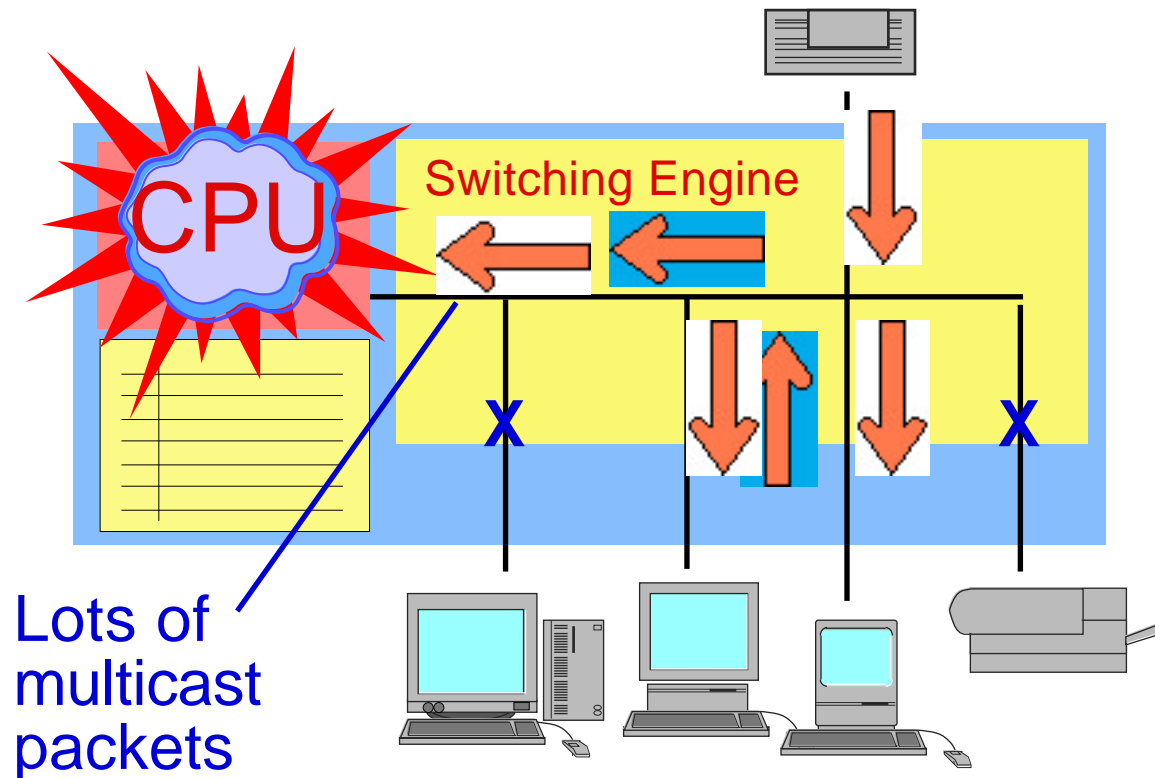 CPU
Switching Engine
X
X
Lots of
multicast
packets